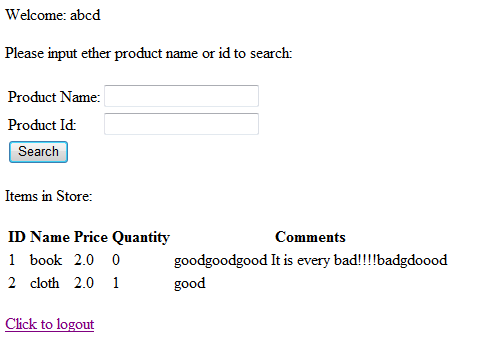 Welcome: abcd
Please input ether product name or id to search:
Product Name:
Product Id:
Search
Items in Store:
ID Name Price Quantity Comments
1 book 2.0 0 goodgoodgood It is every bad!!!!badgdoood
2 cloth 2.0 1 good
Click to logout